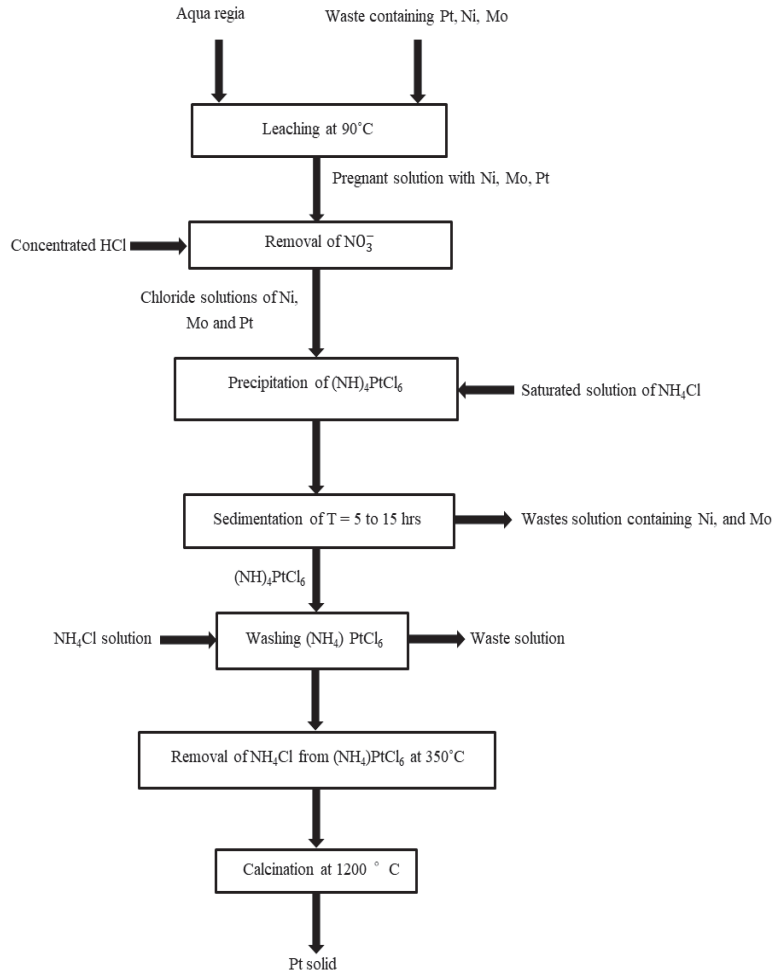 Aqua regia
Waste containing Pt, Ni, Mo
Leaching at 90˚C
Pregnant solution with Ni, Mo, Pt
Concentrated HCl
Removal of NO₃⁻
Chloride solutions of Ni,
Mo and Pt
Precipitation of (NH)₄PtCl₆
Saturated solution of NH₄Cl
Sedimentation of T = 5 to 15 hrs
Wastes solution containing Ni, and Mo
(NH)₄PtCl₆
NH₄Cl solution
Washing (NH₄) PtCl₆
Waste solution
Removal of NH₄Cl from (NH₄)PtCl₆ at 350˚C
Calcination at 1200 ° C
Pt solid